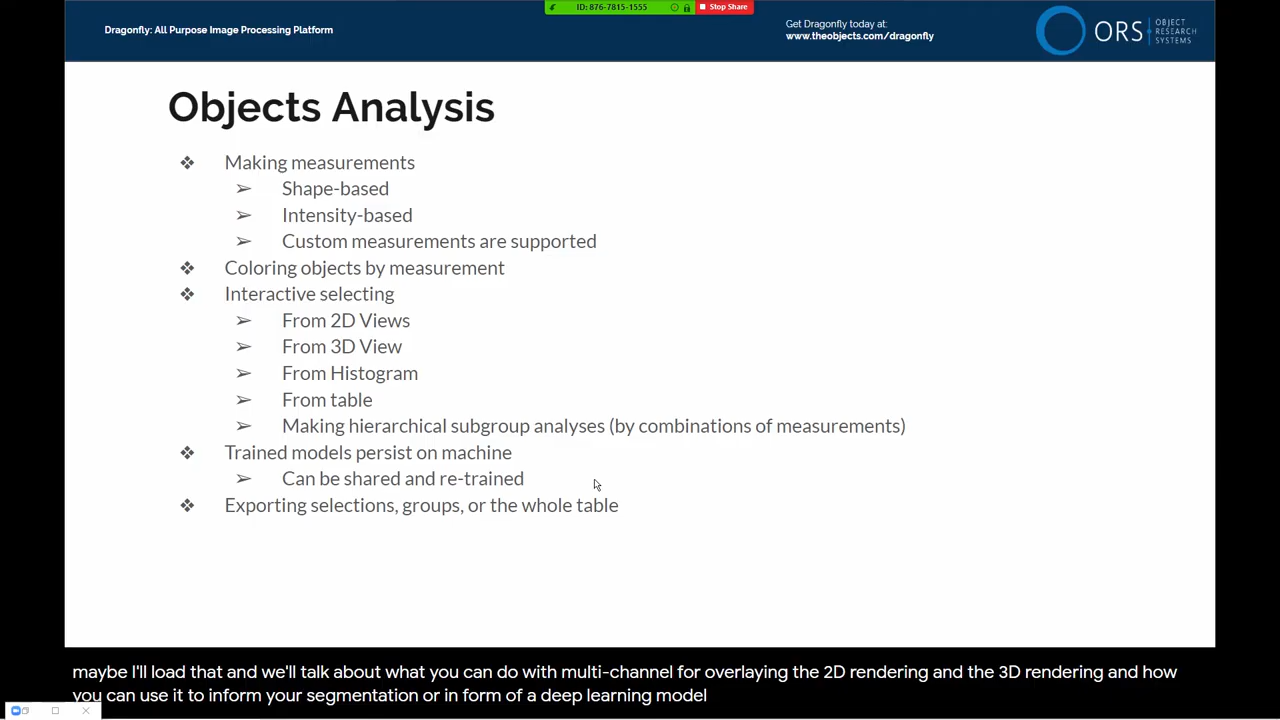 ID: 876-7815-1555
Stop Share
Dragonfly: All Purpose Image Processing Platform
Get Dragonfly today at:
www.theobjects.com/dragonfly
ORS
OBJECT
RESEARCH
SYSTEMS
Objects Analysis
❖ Making measurements
➢ Shape-based
➢ Intensity-based
➢ Custom measurements are supported
❖ Coloring objects by measurement
❖ Interactive selecting
➢ From 2D Views
➢ From 3D View
➢ From Histogram
➢ From table
➢ Making hierarchical subgroup analyses (by combinations of measurements)
❖ Trained models persist on machine
➢ Can be shared and re-trained
❖ Exporting selections, groups, or the whole table
maybe I'll load that and we'll talk about what you can do with multi-channel for overlaying the 2D rendering and the 3D rendering and how
you can use it to inform your segmentation or in form of a deep learning model